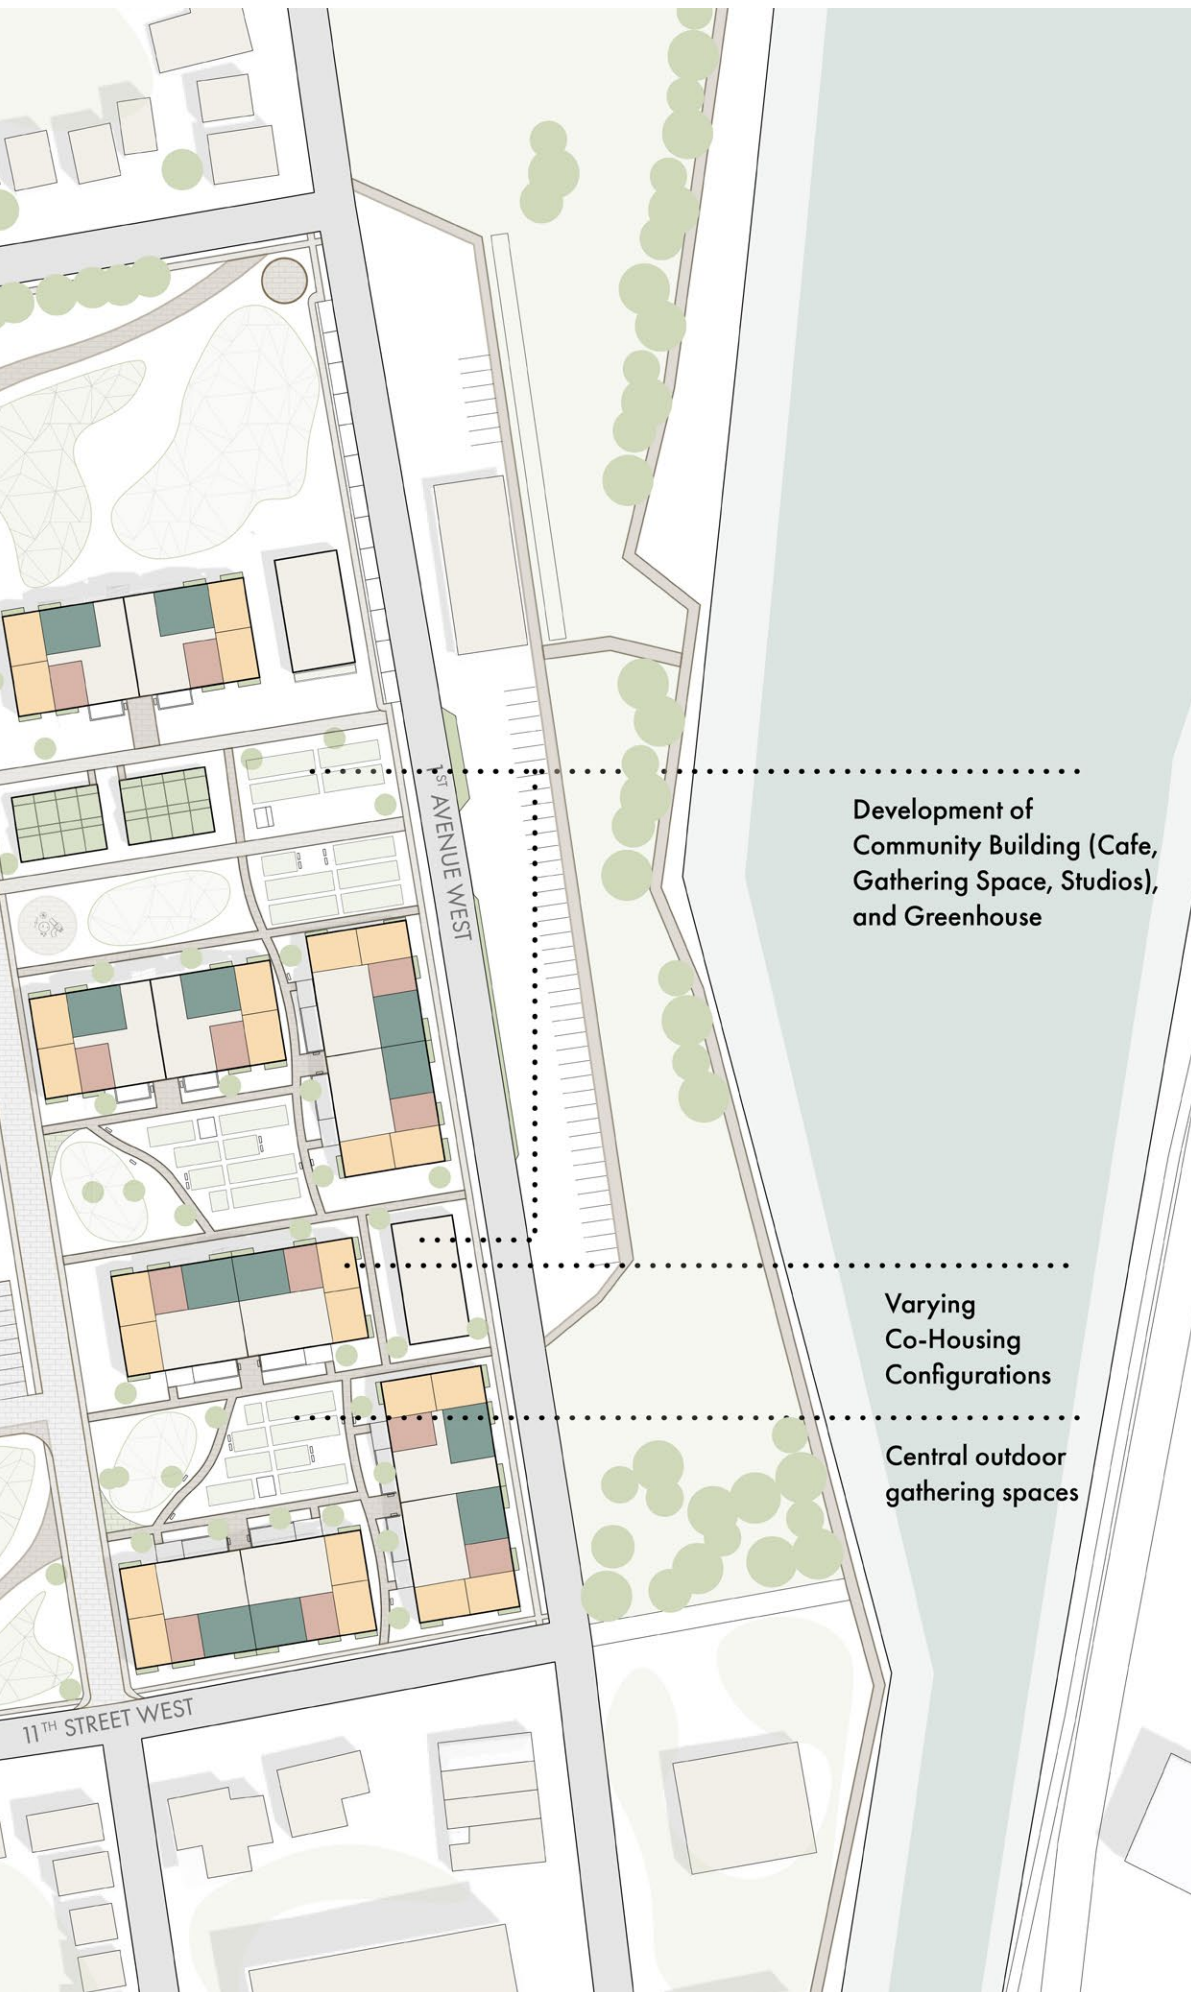 1ST AVENUE WEST
Development of
Community Building (Cafe,
Gathering Space, Studios),
and Greenhouse
Varying
Co-Housing
Configurations
Central outdoor
gathering spaces
11TH STREET WEST